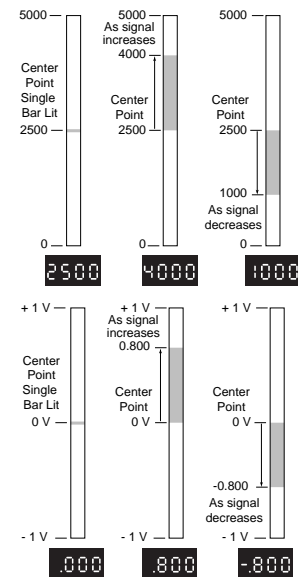 5000
Center
Point
Single
Bar Lit
2500
0
2500
5000
As signal
increases
4000
Center
Point
2500
0
4000
5000
Center
Point
2500
1000
As signal
decreases
0
1000
+ 1 V
Center
Point
Single
Bar Lit
0 V
- 1 V
.000
+ 1 V
As signal
increases
0.800
Center
Point
0 V
- 1 V
.800
+ 1 V
Center
Point
0 V
-0.800
As signal
decreases
- 1 V
-.800